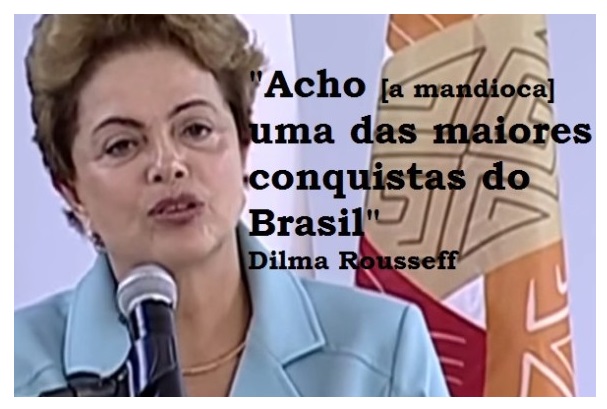 "Acho [a mandioca]
uma das maiores
conquistas do
Brasil"
Dilma Rousseff